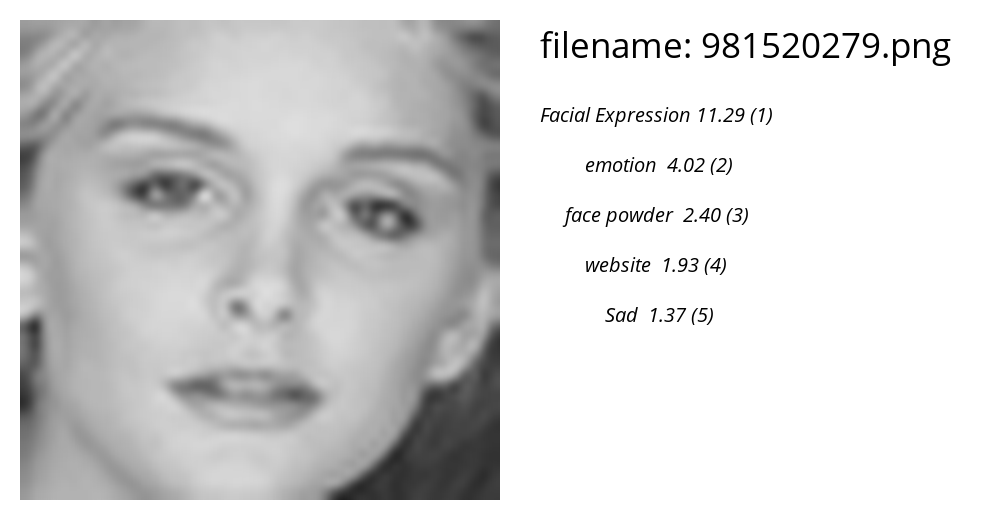 filename: 981520279.png
Facial Expression 11.29 (1)
emotion 4.02 (2)
face powder 2.40 (3)
website 1.93 (4)
Sad 1.37 (5)